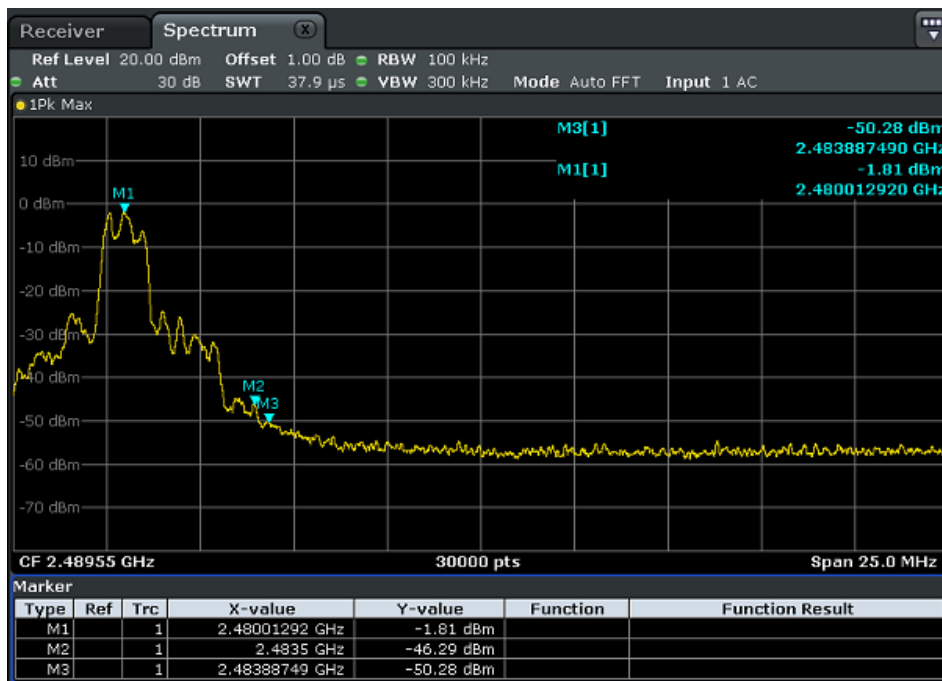 Receiver Spectrum X
Ref Level 20.00 dBm Offset 1.00 dB RBW 100 kHz
Att 30 dB SWT 37.9 µs VBW 300 kHz Mode Auto FFT Input 1 AC
1Pk Max
M3[1] -50.28 dBm
2.483887490 GHz
10 dBm
M1[1] -1.81 dBm
2.480012920 GHz
M1
0 dBm
-10 dBm
-20 dBm
-30 dBm
-40 dBm
M2
M3
-50 dBm
-60 dBm
-70 dBm
CF 2.48955 GHz 30000 pts Span 25.0 MHz
Marker
Type Ref Trc X-value Y-value Function Function Result
M1 1 2.48001292 GHz -1.81 dBm
M2 1 2.4835 GHz -46.29 dBm
M3 1 2.48388749 GHz -50.28 dBm